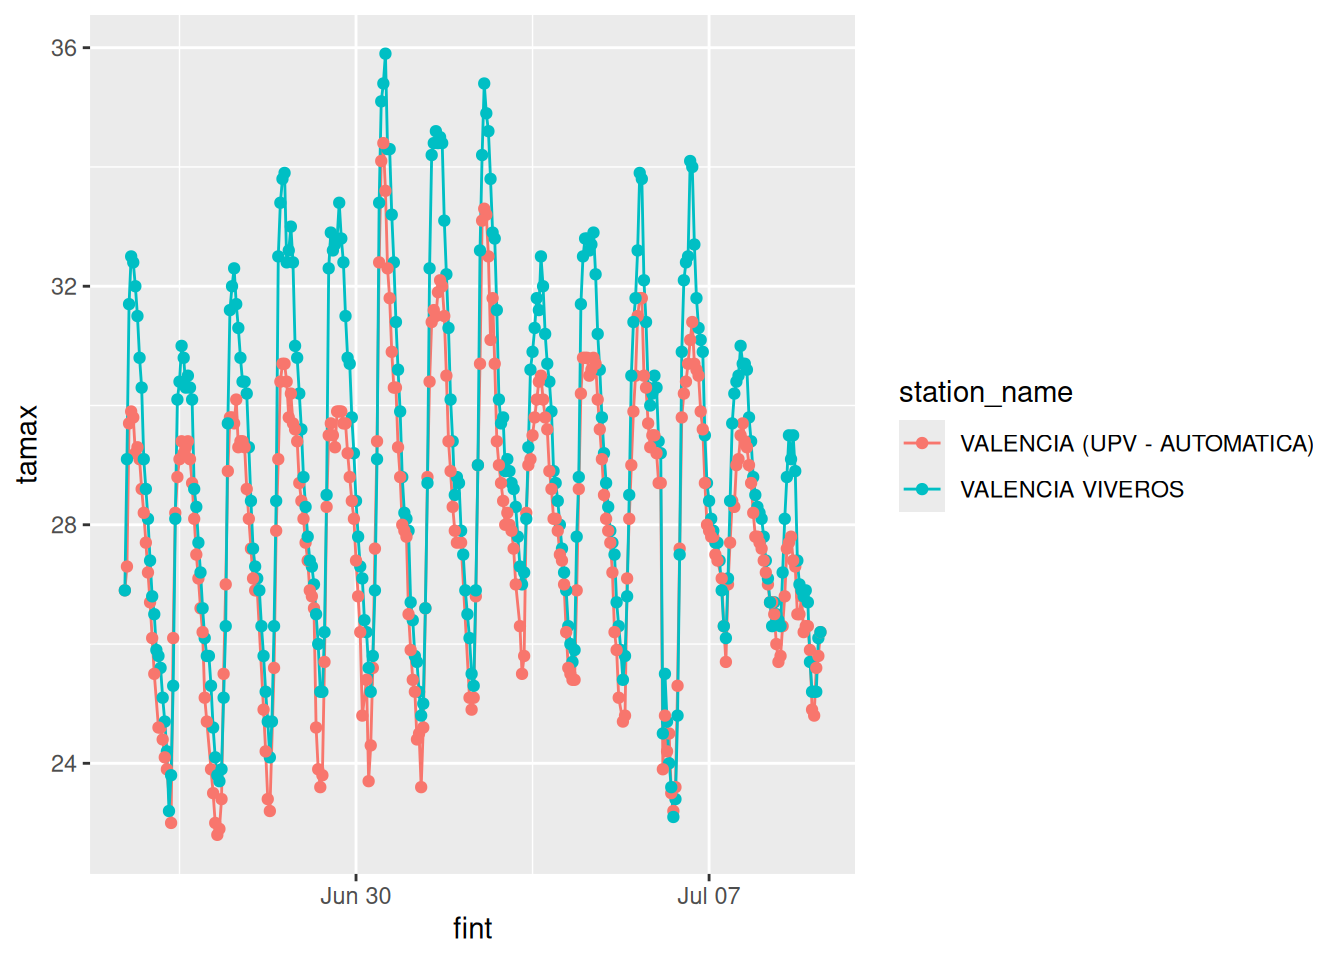 36
32
28
24
tamax
Jun 30
Jul 07
fint
station_name
VALENCIA (UPV - AUTOMATICA)
VALENCIA VIVEROS